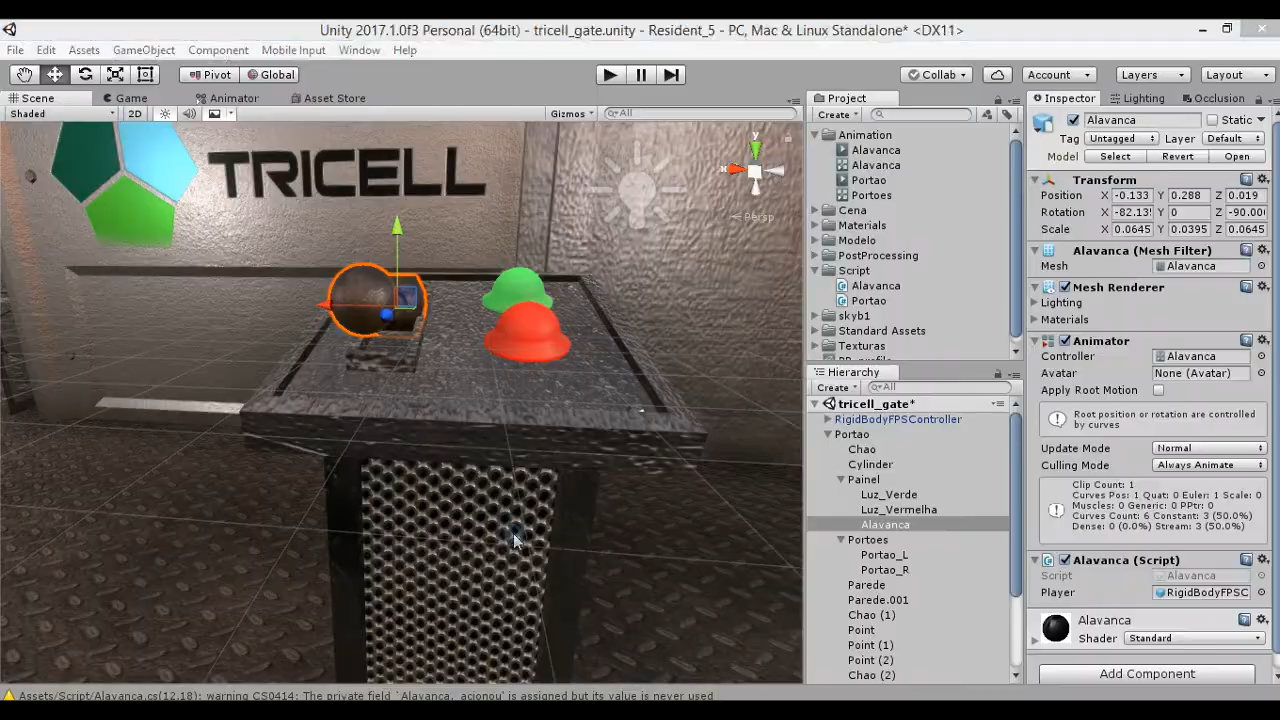 Unity 2017.1.0f3 Personal (64bit) - tricell_gate.unity - Resident_5 - PC, Mac & Linux Standalone* <DX11>
File Edit Assets GameObject Component Mobile Input Window Help
Pivot Global Collab Account Layers Layout
Scene Game Animator Asset Store
Shaded 2D Gizmos All
TRICELL
y
x
Persp
Project
Create
Animation
Alavanca
Alavanca
Portao
Portoes
Cena
Materials
Modelo
PostProcessing
Script
Alavanca
Portao
skyb1
Standard Assets
Texturas
Hierarchy
Create All
tricell_gate*
RigidBodyFPSController
Portao
Chao
Cylinder
Painel
Luz_Verde
Luz_Vermelha
Alavanca
Portoes
Portao_L
Portao_R
Parede
Parede.001
Chao (1)
Point
Point (1)
Point (2)
Chao (2)
Inspector Lighting Occlusion
Alavanca Static
Tag Untagged Layer Default
Model Select Revert Open
Transform
Position X -0.133 Y 0.288 Z 0.019
Rotation X -82.13 Y 0 Z -90.00
Scale X 0.0645 Y 0.0395 Z 0.0645
Alavanca (Mesh Filter)
Mesh Alavanca
Mesh Renderer
Lighting
Materials
Animator
Controller Alavanca
Avatar None (Avatar)
Apply Root Motion
Root position or rotation are controlled
by curves
Update Mode Normal
Culling Mode Always Animate
Clip Count: 1
Curves Pos: 1 Quat: 0 Euler: 1 Scale: 0
Muscles: 0 Generic: 0 PPtr: 0
Curves Count: 6 Constant: 3 (50.0%)
Dense: 0 (0.0%) Stream: 3 (50.0%)
Alavanca (Script)
Script Alavanca
Player RigidBodyFPSC
Alavanca
Shader Standard
Add Component
Assets/Script/Alavanca.cs(12,18): warning CS0414: The private field `Alavanca._acionou' is assigned but its value is never used